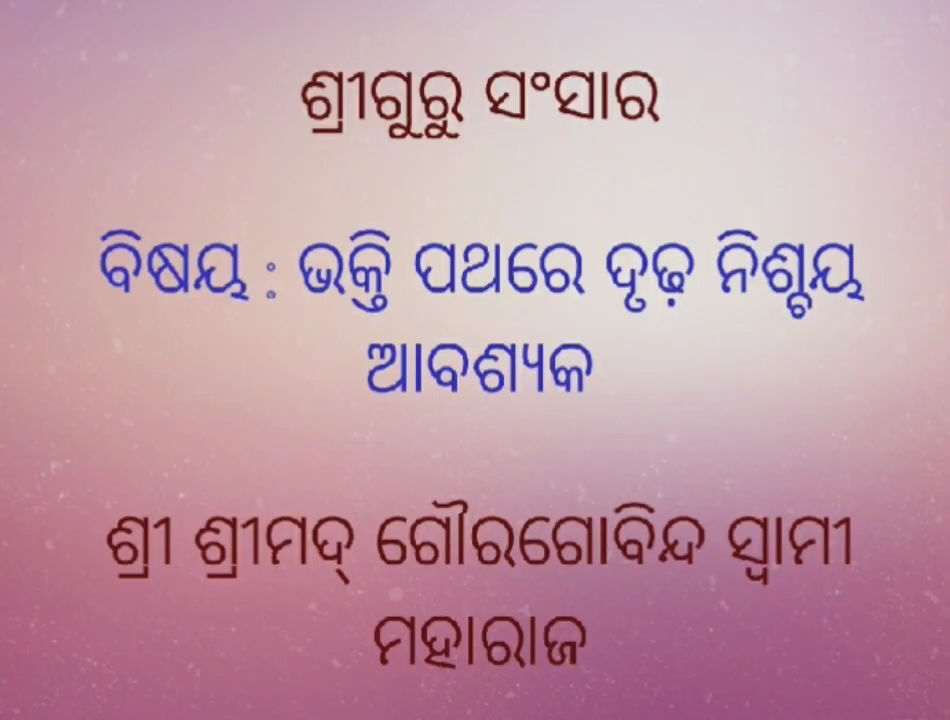 ଶ୍ରୀଗୁରୁ ସଂସାର
ବିଷୟ : ଭକ୍ତି ପଥରେ ଦୃଢ଼ ନିଶ୍ଚୟ
ଆବଶ୍ୟକ
ଶ୍ରୀ ଶ୍ରୀମଦ୍ ଗୌରଗୋବିନ୍ଦ ସ୍ଵାମୀ
ମହାରାଜ